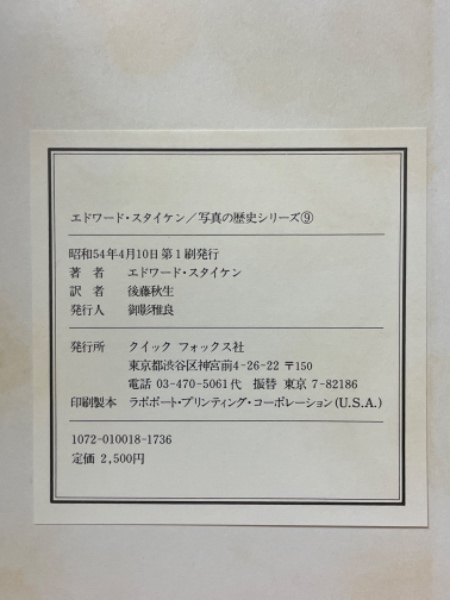 エドワード・スタイケン／写真の歴史シリーズ⑨
昭和54年4月10日第1刷発行
著 者 エドワード・スタイケン
訳 者 後藤秋生
発行人 御影雅良
発行所 クイック フォックス社
東京都渋谷区神宮前4-26-22 〒150
電話 03-470-5061代 振替 東京 7-82186
印刷製本 ラポポート・プリンティング・コーポレーション(U.S.A.)
1072-010018-1736
定価 2,500円